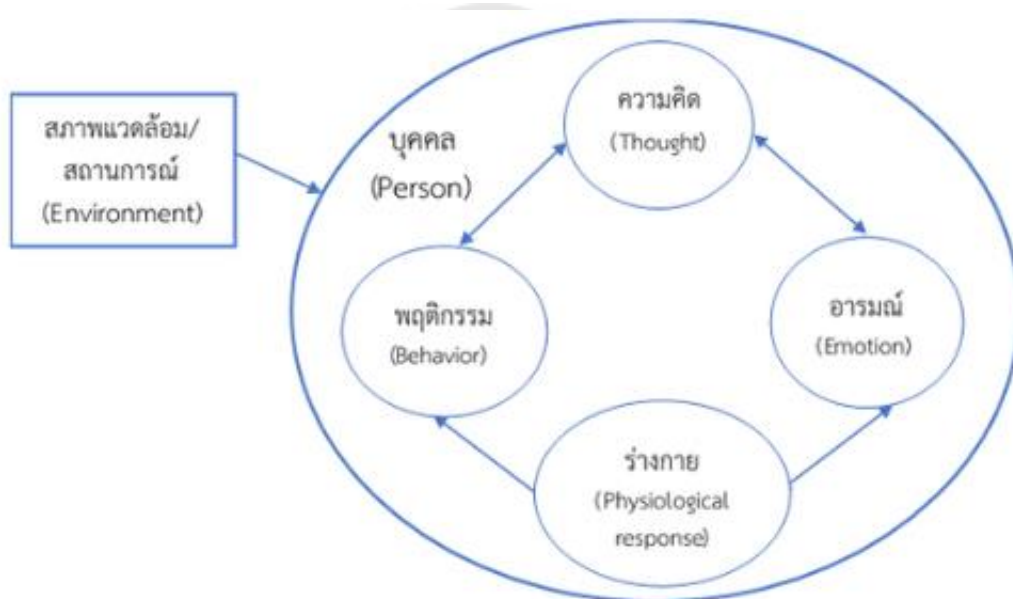 สภาพแวดล้อม/
สถานการณ์
(Environment)
บุคคล
(Person)
ความคิด
(Thought)
พฤติกรรม
(Behavior)
อารมณ์
(Emotion)
ร่างกาย
(Physiological
response)